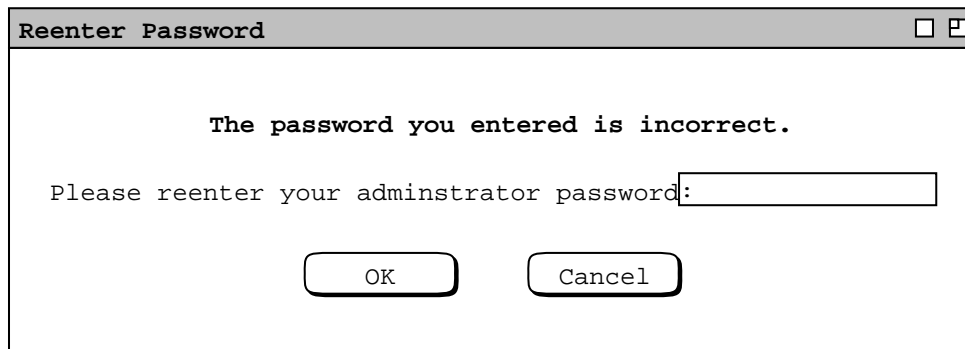 Reenter Password
The password you entered is incorrect.
Please reenter your adminstrator password:
OK
Cancel